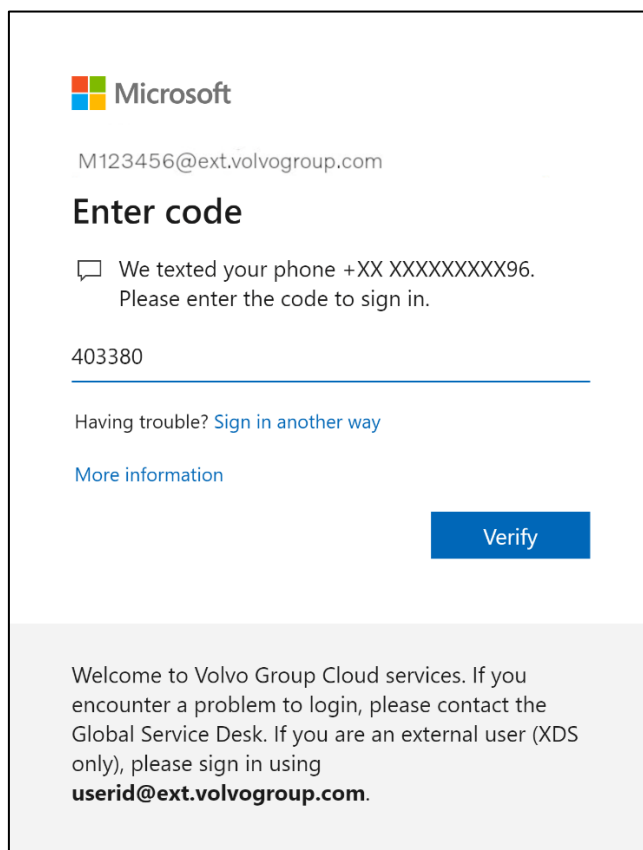 Microsoft
M123456@ext.volvogroup.com
Enter code
We texted your phone +XX XXXXXXXXX96.
Please enter the code to sign in.
403380
Having trouble? Sign in another way
More information
Verify
Welcome to Volvo Group Cloud services. If you
encounter a problem to login, please contact the
Global Service Desk. If you are an external user (XDS
only), please sign in using
userid@ext.volvogroup.com.